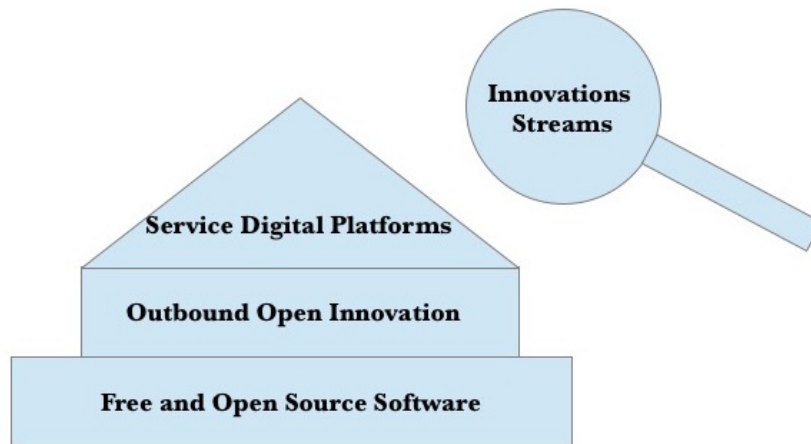 Innovations
Streams
Service Digital Platforms
Outbound Open Innovation
Free and Open Source Software